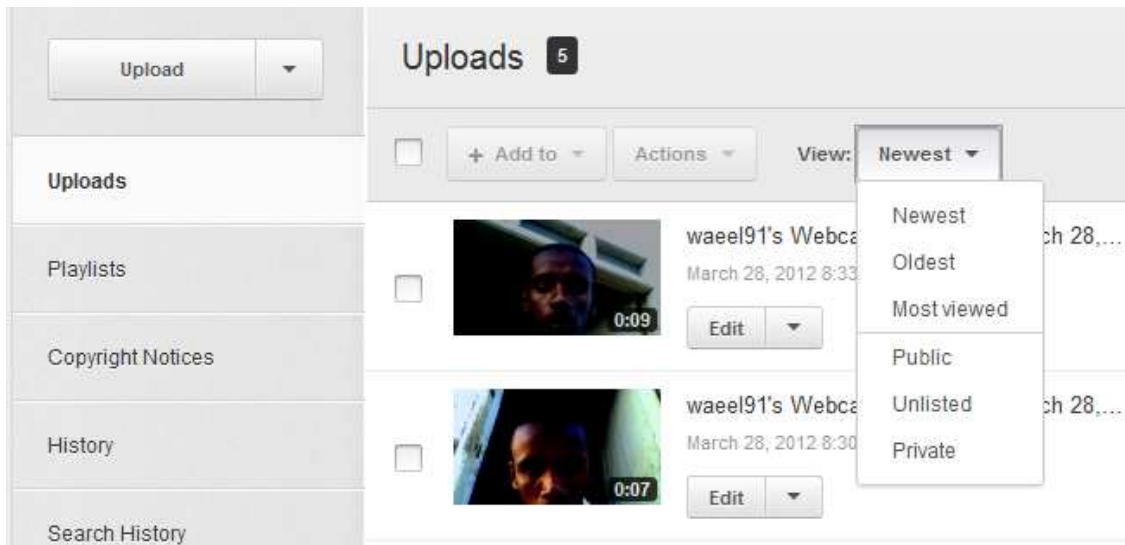 Upload
Uploads
Playlists
Copyright Notices
History
Search History
Uploads 5
+ Add to
Actions
View: Newest
Newest
Oldest
Most viewed
Public
Unlisted
Private
waeel91's Webca ch 28,...
March 28, 2012 8:33
0:09
Edit
waeel91's Webca ch 28,...
March 28, 2012 8:30
0:07
Edit